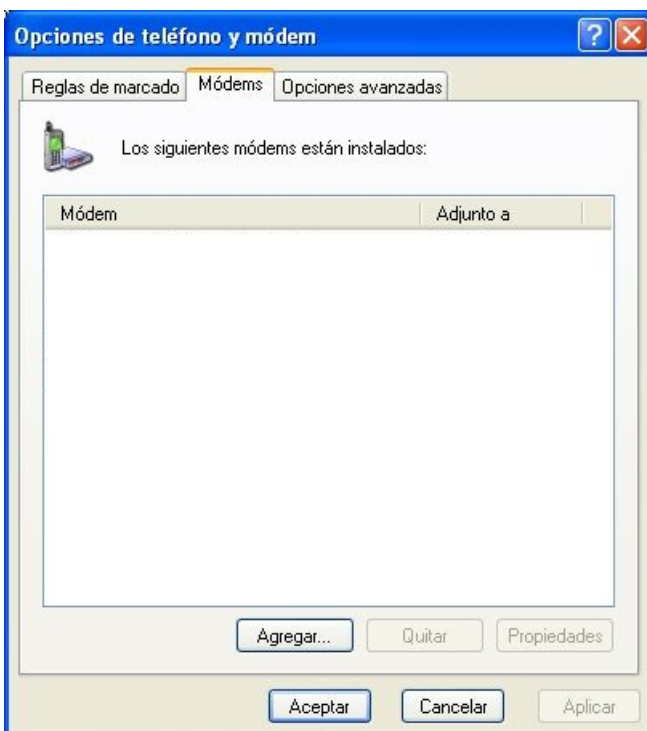 Opciones de teléfono y módem
Reglas de marcado Módems Opciones avanzadas
Los siguientes módems están instalados:
Módem Adjunto a
Agregar... Quitar Propiedades
Aceptar Cancelar Aplicar